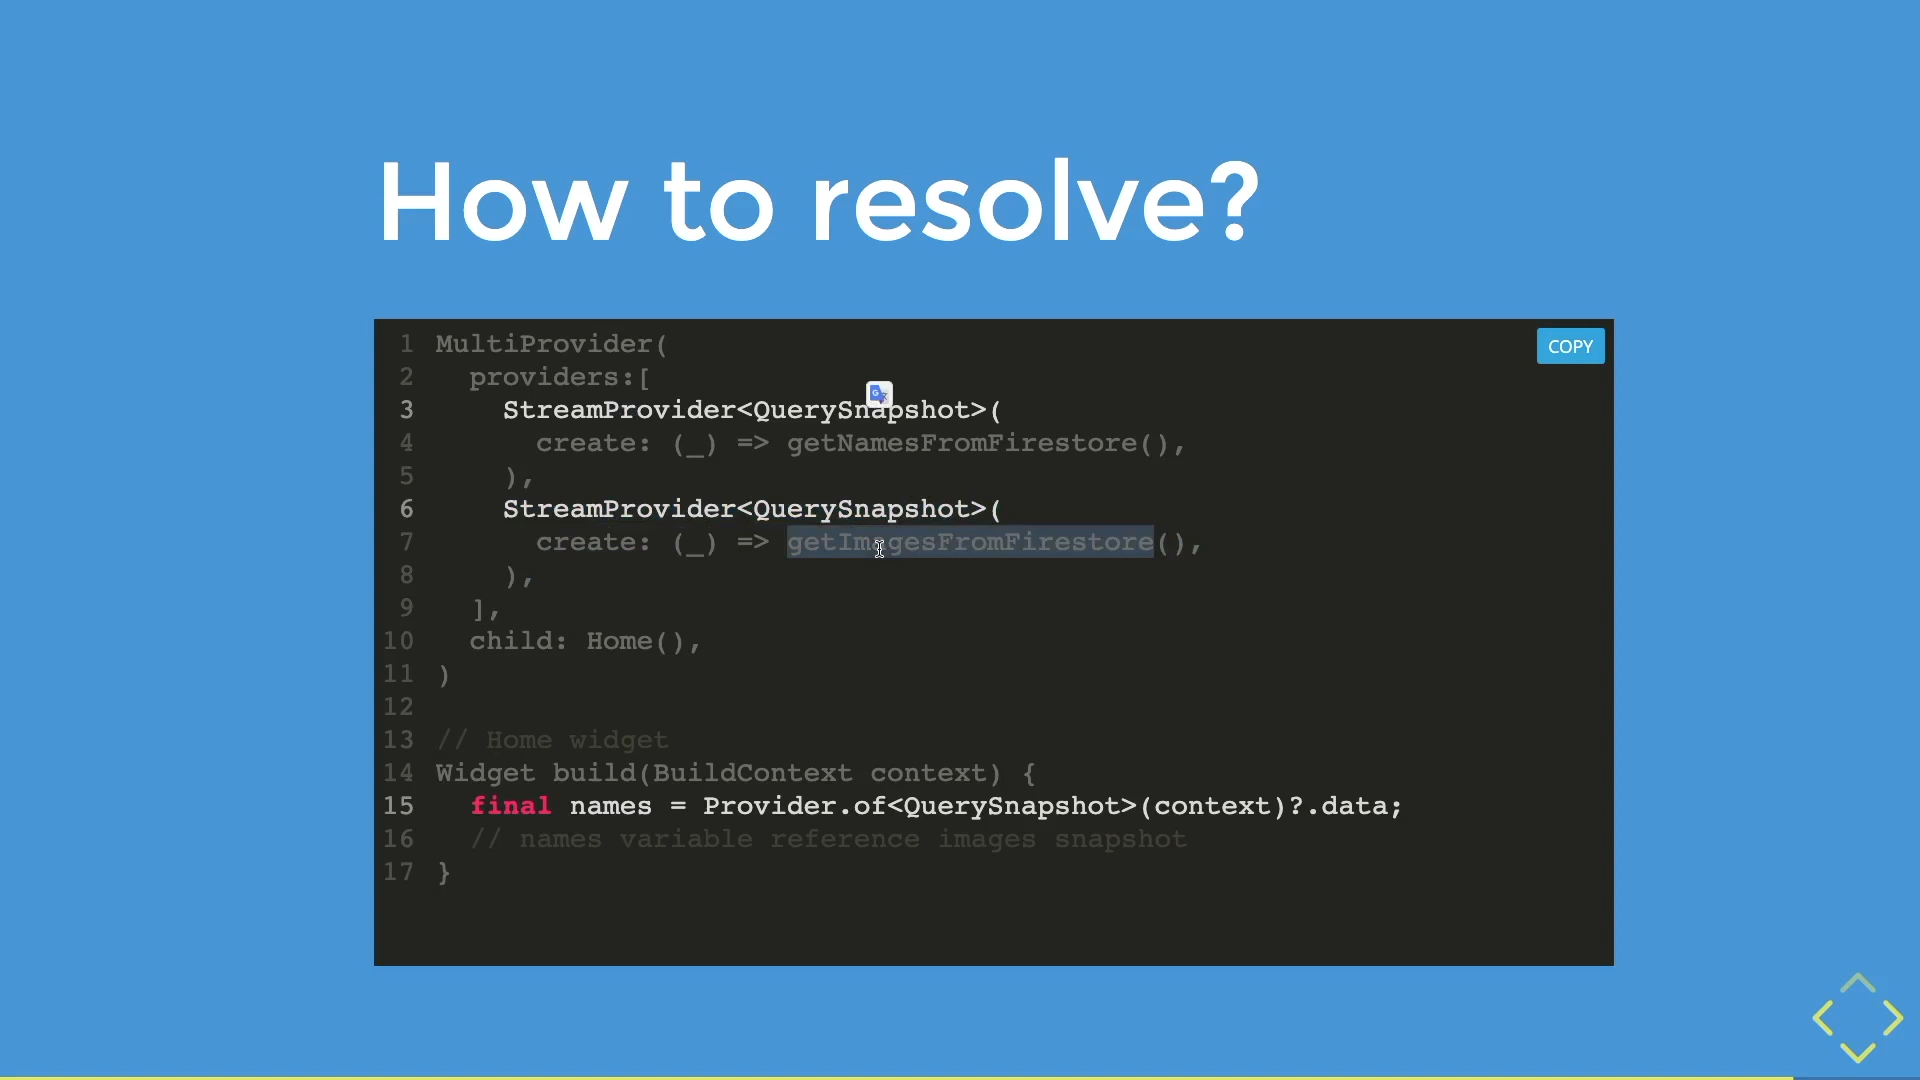 How to resolve?
COPY
1 MultiProvider(
2 providers:[
3 StreamProvider<QuerySnapshot>(
4 create: (_) => getNamesFromFirestore(),
5 ),
6 StreamProvider<QuerySnapshot>(
7 create: (_) => getImagesFromFirestore(),
8 ),
9 ],
10 child: Home(),
11 )
12
13 // Home widget
14 Widget build(BuildContext context) {
15 final names = Provider.of<QuerySnapshot>(context)?.data;
16 // names variable reference images snapshot
17 }